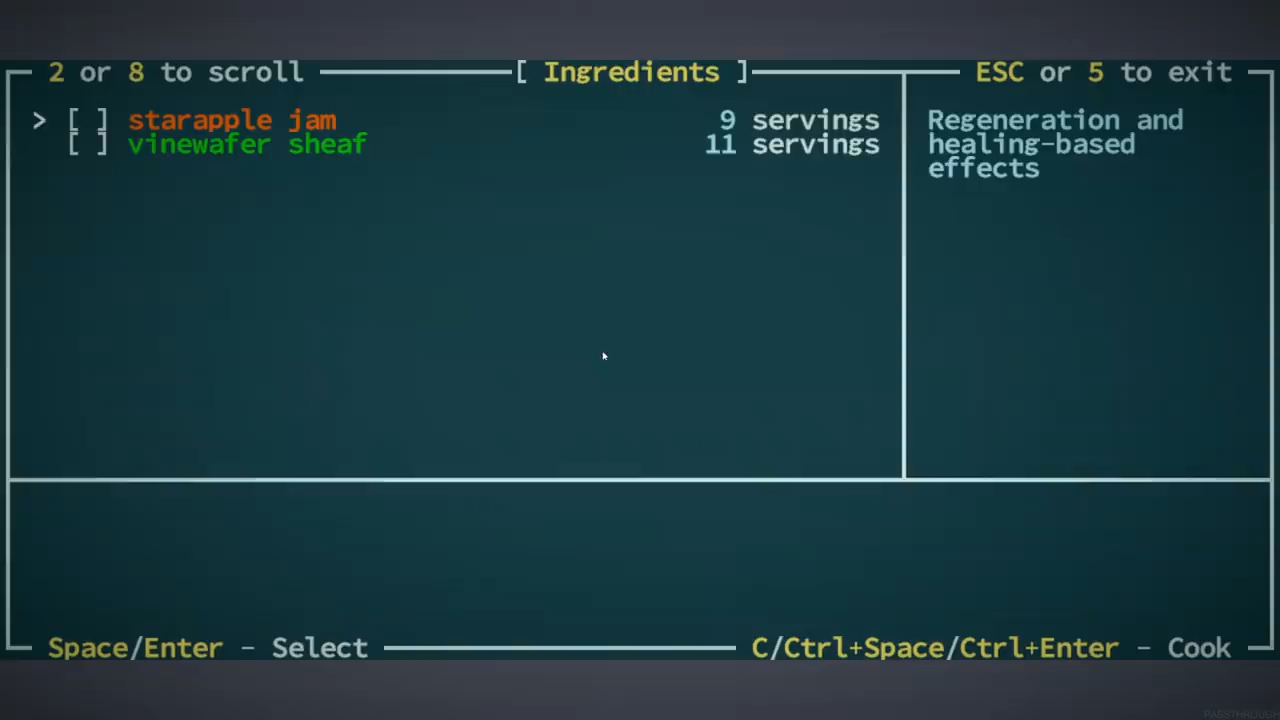 2 or 8 to scroll [ Ingredients ] ESC or 5 to exit
> [ ] starapple jam 9 servings
[ ] vinewafer sheaf 11 servings
Regeneration and
healing-based
effects
Space/Enter - Select C/Ctrl+Space/Ctrl+Enter - Cook